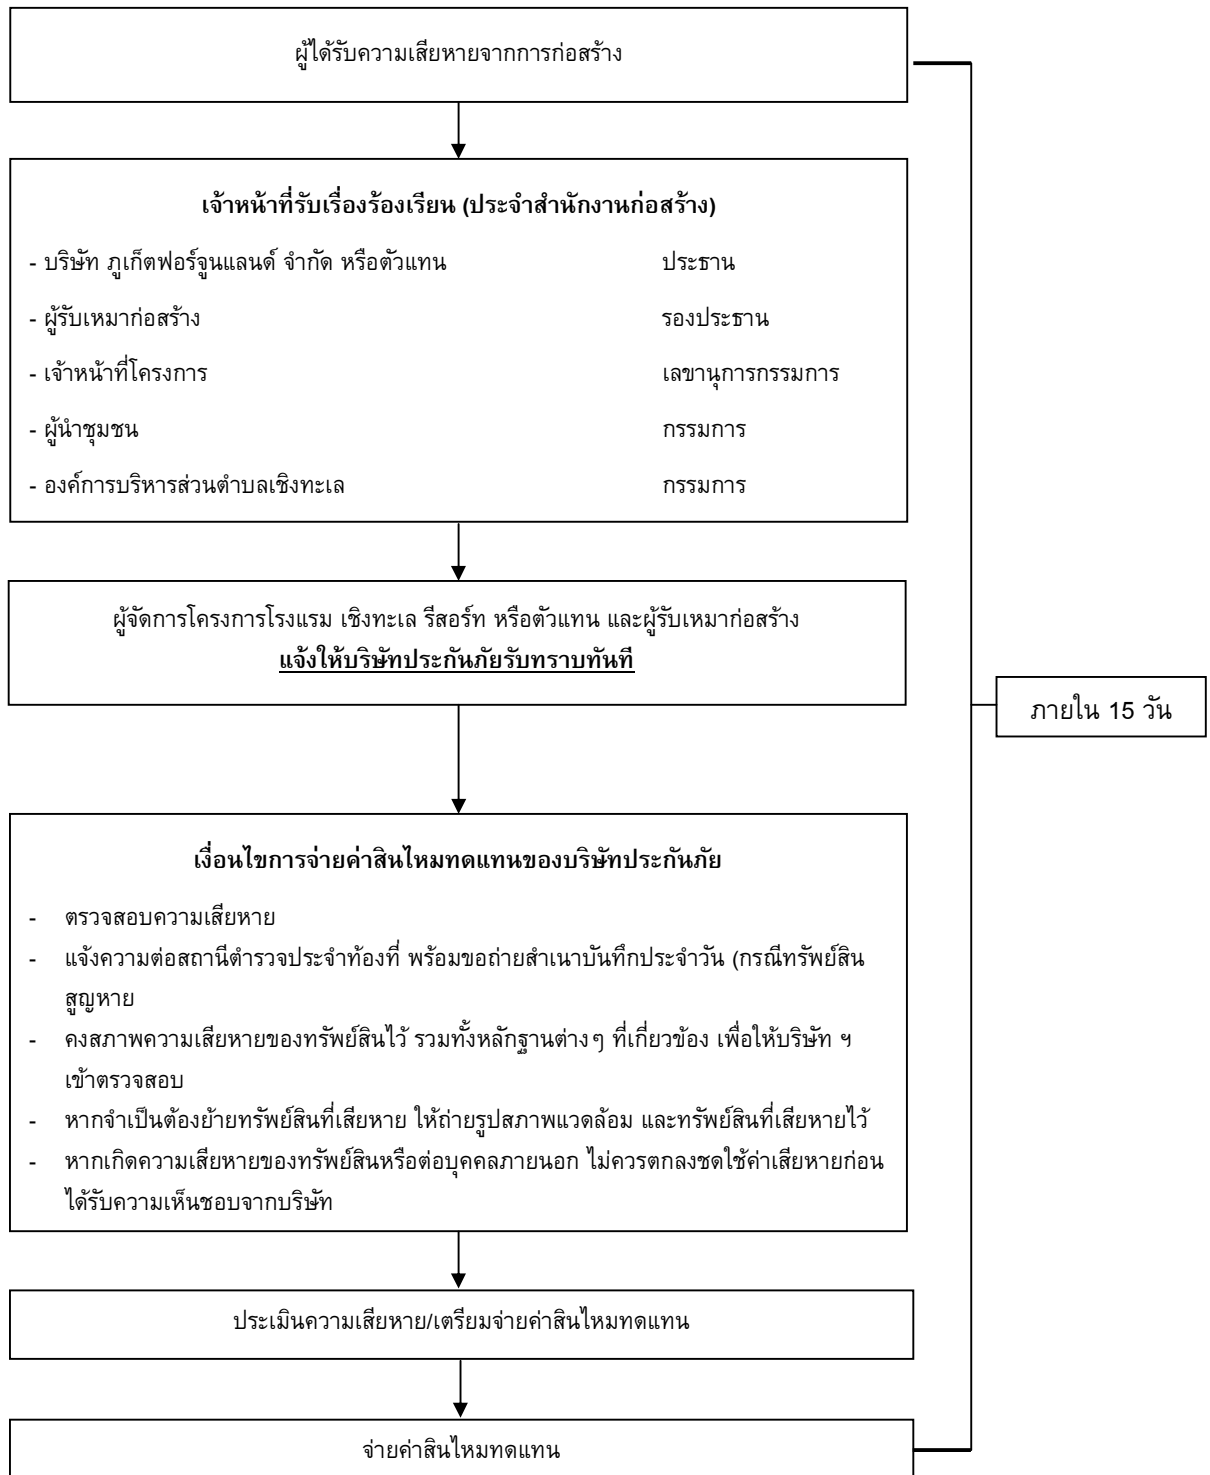 ผู้ได้รับความเสียหายจากการก่อสร้าง
เจ้าหน้าที่รับเรื่องร้องเรียน (ประจำสำนักงานก่อสร้าง)
- บริษัท ภูเก็ตฟอร์จูนแลนด์ จำกัด หรือตัวแทน ประธาน
- ผู้รับเหมาก่อสร้าง รองประธาน
- เจ้าหน้าที่โครงการ เลขานุการกรรมการ
- ผู้นำชุมชน กรรมการ
- องค์การบริหารส่วนตำบลเชิงทะเล กรรมการ
ผู้จัดการโครงการโรงแรม เชิงทะเล รีสอร์ท หรือตัวแทน และผู้รับเหมาก่อสร้าง
แจ้งให้บริษัทประกันภัยรับทราบทันที
ภายใน 15 วัน
เงื่อนไขการจ่ายค่าสินไหมทดแทนของบริษัทประกันภัย
- ตรวจสอบความเสียหาย
- แจ้งความต่อสถานีตำรวจประจำท้องที่ พร้อมขอถ่ายสำเนาบันทึกประจำวัน (กรณีทรัพย์สิน
สูญหาย
- คงสภาพความเสียหายของทรัพย์สินไว้ รวมทั้งหลักฐานต่างๆ ที่เกี่ยวข้อง เพื่อให้บริษัท ฯ
เข้าตรวจสอบ
- หากจำเป็นต้องย้ายทรัพย์สินที่เสียหาย ให้ถ่ายรูปสภาพแวดล้อม และทรัพย์สินที่เสียหายไว้
- หากเกิดความเสียหายของทรัพย์สินหรือต่อบุคคลภายนอก ไม่ควรตกลงชดใช้ค่าเสียหายก่อน
ได้รับความเห็นชอบจากบริษัท
ประเมินความเสียหาย/เตรียมจ่ายค่าสินไหมทดแทน
จ่ายค่าสินไหมทดแทน